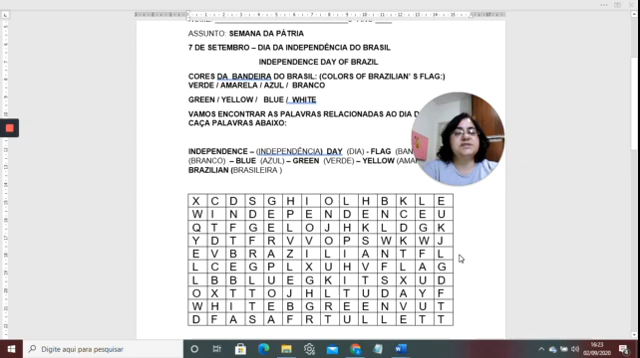 ASSUNTO: SEMANA DA PÁTRIA
7 DE SETEMBRO – DIA DA INDEPENDÊNCIA DO BRASIL
INDEPENDENCE DAY OF BRAZIL
CORES DA BANDEIRA DO BRASIL: (COLORS OF BRAZILIAN' S FLAG:)
VERDE / AMARELA / AZUL / BRANCO
GREEN / YELLOW / BLUE / WHITE
VAMOS ENCONTRAR AS PALAVRAS RELACIONADAS AO DIA D
CAÇA PALAVRAS ABAIXO:
INDEPENDENCE – (INDEPENDÊNCIA) DAY (DIA) - FLAG (BAN
(BRANCO) – BLUE (AZUL) – GREEN (VERDE) – YELLOW (AMA
BRAZILIAN (BRASILEIRA )
X C D S G H I O L H B K L E
W I N D E P E N D E N C E U
Q T F G E L O J H K L D G K
Y D T F R V V O P S W K W J
E V B R A Z I L I A N T F L
L C E G P L X U H V F L A G
L B B L U E G K I T S X U D
O X T T O J H L T U D A Y F
W H I T E B G R E E N V U T
D F A S A F R T U L L E T T
Digite aqui para pesquisar
16:23
02/09/2020